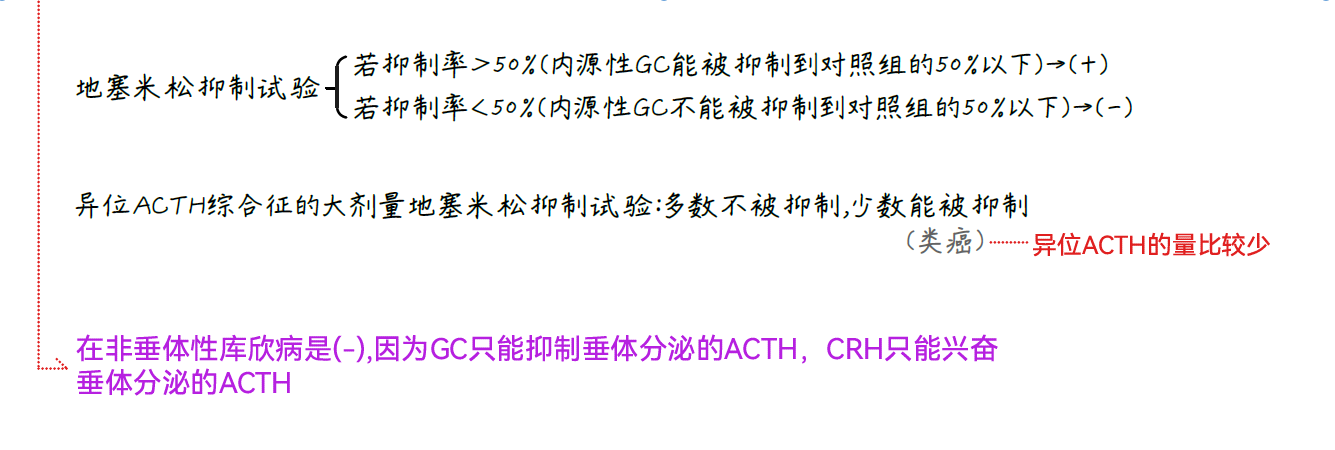 地塞米松抑制试验
若抑制率>50%(内源性GC能被抑制到对照组的50%以下)→(+)
若抑制率<50%(内源性GC不能被抑制到对照组的50%以下)→(-)
异位ACTH综合征的大剂量地塞米松抑制试验:多数不被抑制,少数能被抑制
(类癌)
异位ACTH的量比较少
在非垂体性库欣病是(-),因为GC只能抑制垂体分泌的ACTH，CRH只能兴奋
垂体分泌的ACTH